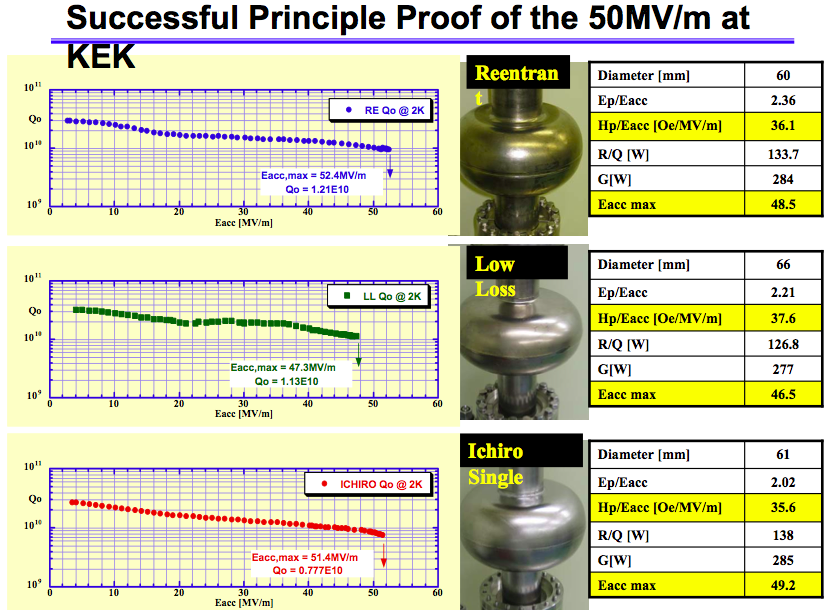 Successful Principle Proof of the 50MV/m at
KEK
10^11
Qo
10^10
10^9
RE Qo @ 2K
Eacc,max = 52.4MV/m
Qo = 1.21E10
0 10 20 30 40 50 60
Eacc [MV/m]
Reentran
t
Diameter [mm] 60
Ep/Eacc 2.36
Hp/Eacc [Oe/MV/m] 36.1
R/Q [W] 133.7
G[W] 284
Eacc max 48.5
10^11
Qo
10^10
10^9
LL Qo @ 2K
Eacc,max = 47.3MV/m
Qo = 1.13E10
0 10 20 30 40 50 60
Eacc [MV/m]
Low
Loss
Diameter [mm] 66
Ep/Eacc 2.21
Hp/Eacc [Oe/MV/m] 37.6
R/Q [W] 126.8
G[W] 277
Eacc max 46.5
10^11
Qo
10^10
10^9
ICHIRO Qo @ 2K
Eacc,max = 51.4MV/m
Qo = 0.777E10
0 10 20 30 40 50 60
Eacc [MV/m]
Ichiro
Single
Diameter [mm] 61
Ep/Eacc 2.02
Hp/Eacc [Oe/MV/m] 35.6
R/Q [W] 138
G[W] 285
Eacc max 49.2